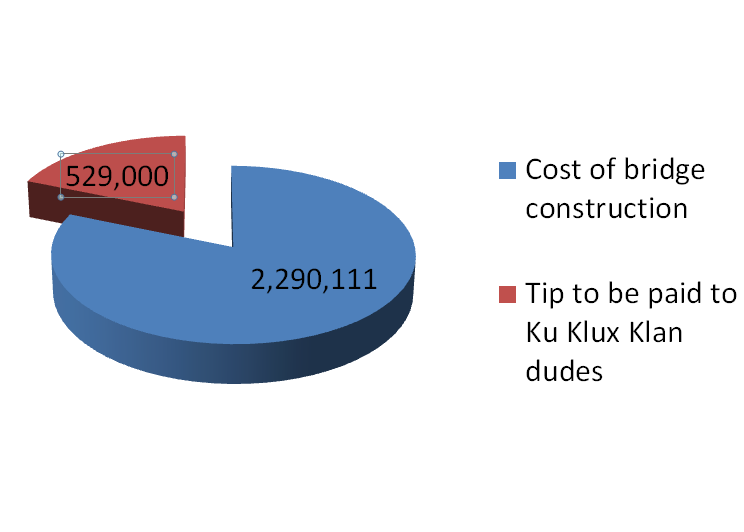 529,000
2,290,111
Cost of bridge
construction
Tip to be paid to
Ku Klux Klan
dudes